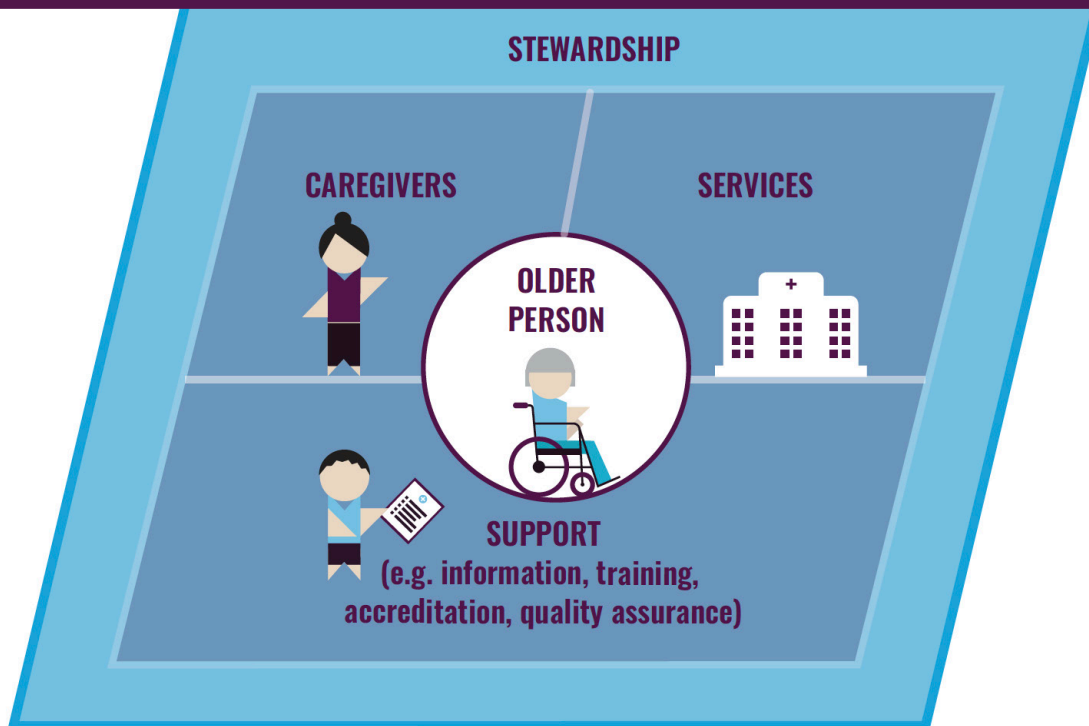 STEWARDSHIP
CAREGIVERS
SERVICES
OLDER
PERSON
SUPPORT
(e.g. information, training,
accreditation, quality assurance)